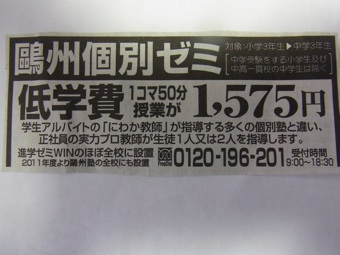 鷗州個別ゼミ
対象:小学3年生▶中学3年生
「中学受験をする小学生及び
中高一貫校の中学生は除く」
低学費
1コマ50分
授業が
1,575円
学生アルバイトの「にわか教師」が指導する多くの個別塾と違い、
正社員の実力プロ教師が生徒1人又は2人を指導します。
進学ゼミWINのほぼ全校に設置
2011年度より鷗州塾の全校にも設置
0120-196-201
受付時間
9:00〜18:30